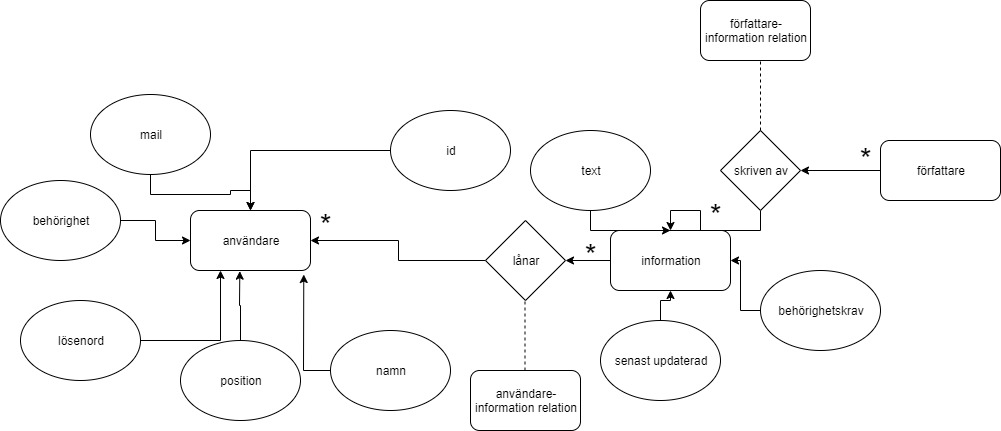 författare-
information relation
mail
id
text
skriven av
*
författare
behörighet
*
*
användare
*
lånar
information
behörighetskrav
lösenord
senast updaterad
position
namn
användare-
information relation